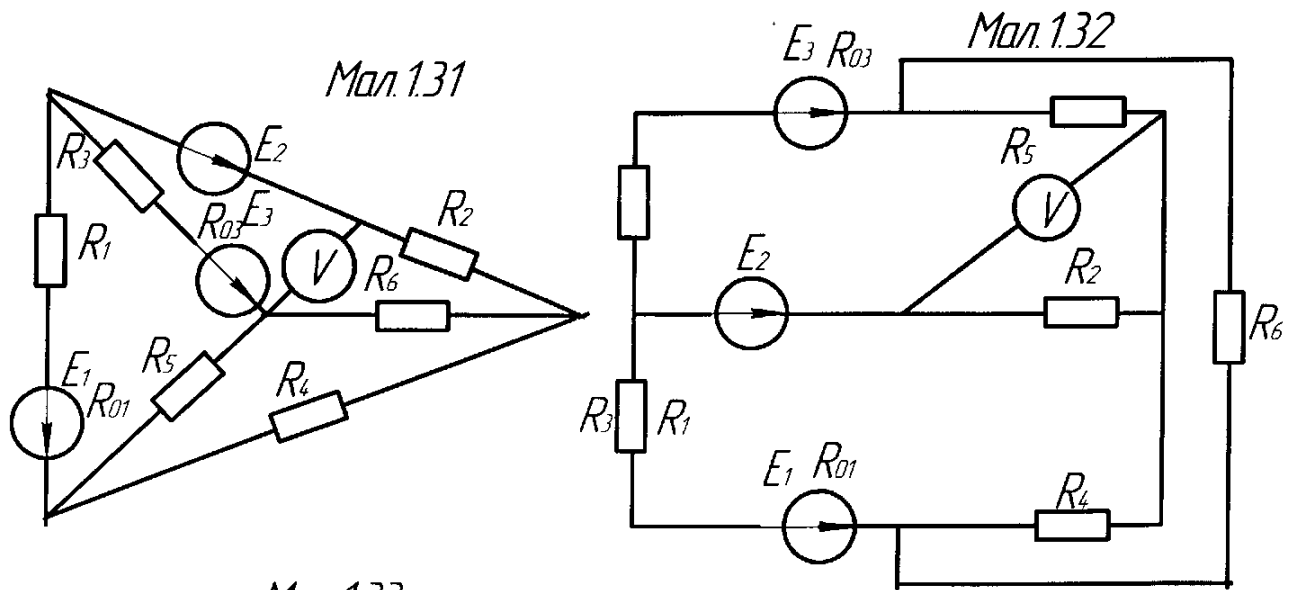 Мал. 1.31
R3
E2
R03 E3
R2
R1
V
R6
R5
E1
R01
R4
Мал. 1.32
E3 R03
R5
V
E2
R2
R6
R3 R1
E1 R01
R4